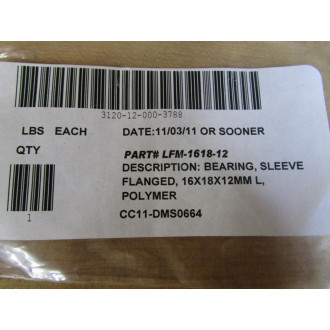 3120-12-000-3788
LBS EACH DATE:11/03/11 OR SOONER
QTY PART# LFM-1618-12
DESCRIPTION: BEARING, SLEEVE
FLANGED, 16X18X12MM L,
POLYMER
1 CC11-DMS0664